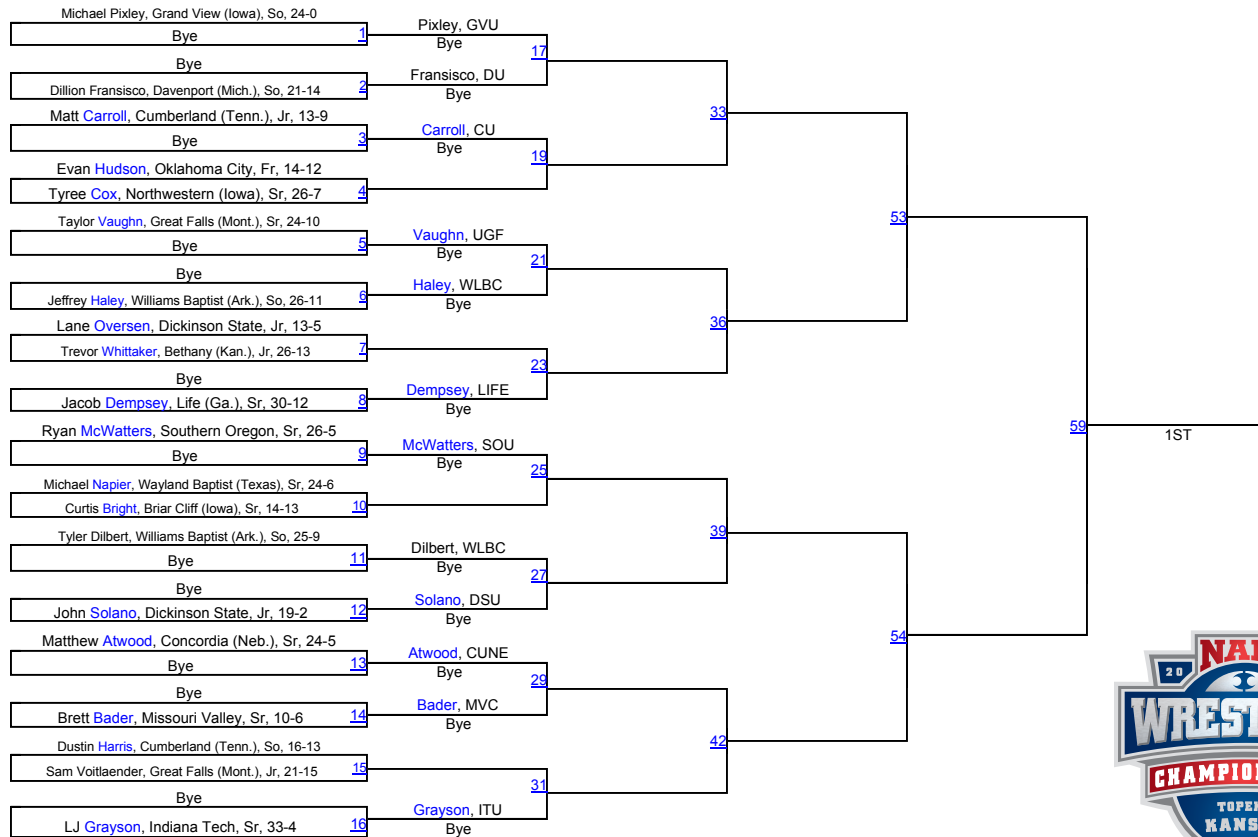 Michael Pixley, Grand View (Iowa), So, 24-0
Bye
1
Bye
2
Dillion Fransisco, Davenport (Mich.), So, 21-14
Matt Carroll, Cumberland (Tenn.), Jr, 13-9
Bye
3
Evan Hudson, Oklahoma City, Fr, 14-12
Tyree Cox, Northwestern (Iowa), Sr, 26-7
4
Taylor Vaughn, Great Falls (Mont.), Sr, 24-10
Bye
5
Bye
Jeffrey Haley, Williams Baptist (Ark.), So, 26-11
6
Lane Oversen, Dickinson State, Jr, 13-5
Trevor Whittaker, Bethany (Kan.), Jr, 26-13
7
Bye
Jacob Dempsey, Life (Ga.), Sr, 30-12
8
Ryan McWatters, Southern Oregon, Sr, 26-5
Bye
9
Michael Napier, Wayland Baptist (Texas), Sr, 24-6
Curtis Bright, Briar Cliff (Iowa), Sr, 14-13
10
Tyler Dilbert, Williams Baptist (Ark.), So, 25-9
Bye
11
Bye
John Solano, Dickinson State, Jr, 19-2
12
Matthew Atwood, Concordia (Neb.), Sr, 24-5
Bye
13
Bye
Brett Bader, Missouri Valley, Sr, 10-6
14
Dustin Harris, Cumberland (Tenn.), So, 16-13
Sam Voitlaender, Great Falls (Mont.), Jr, 21-15
15
Bye
LJ Grayson, Indiana Tech, Sr, 33-4
16
Pixley, GVU
Bye
17
Fransisco, DU
Bye
Carroll, CU
Bye
19
Vaughn, UGF
Bye
21
Haley, WLBC
Bye
23
Dempsey, LIFE
Bye
McWatters, SOU
Bye
25
Dilbert, WLBC
Bye
27
Solano, DSU
Bye
Atwood, CUNE
Bye
29
Bader, MVC
Bye
31
Grayson, ITU
Bye
33
36
39
42
53
54
59
1ST
20